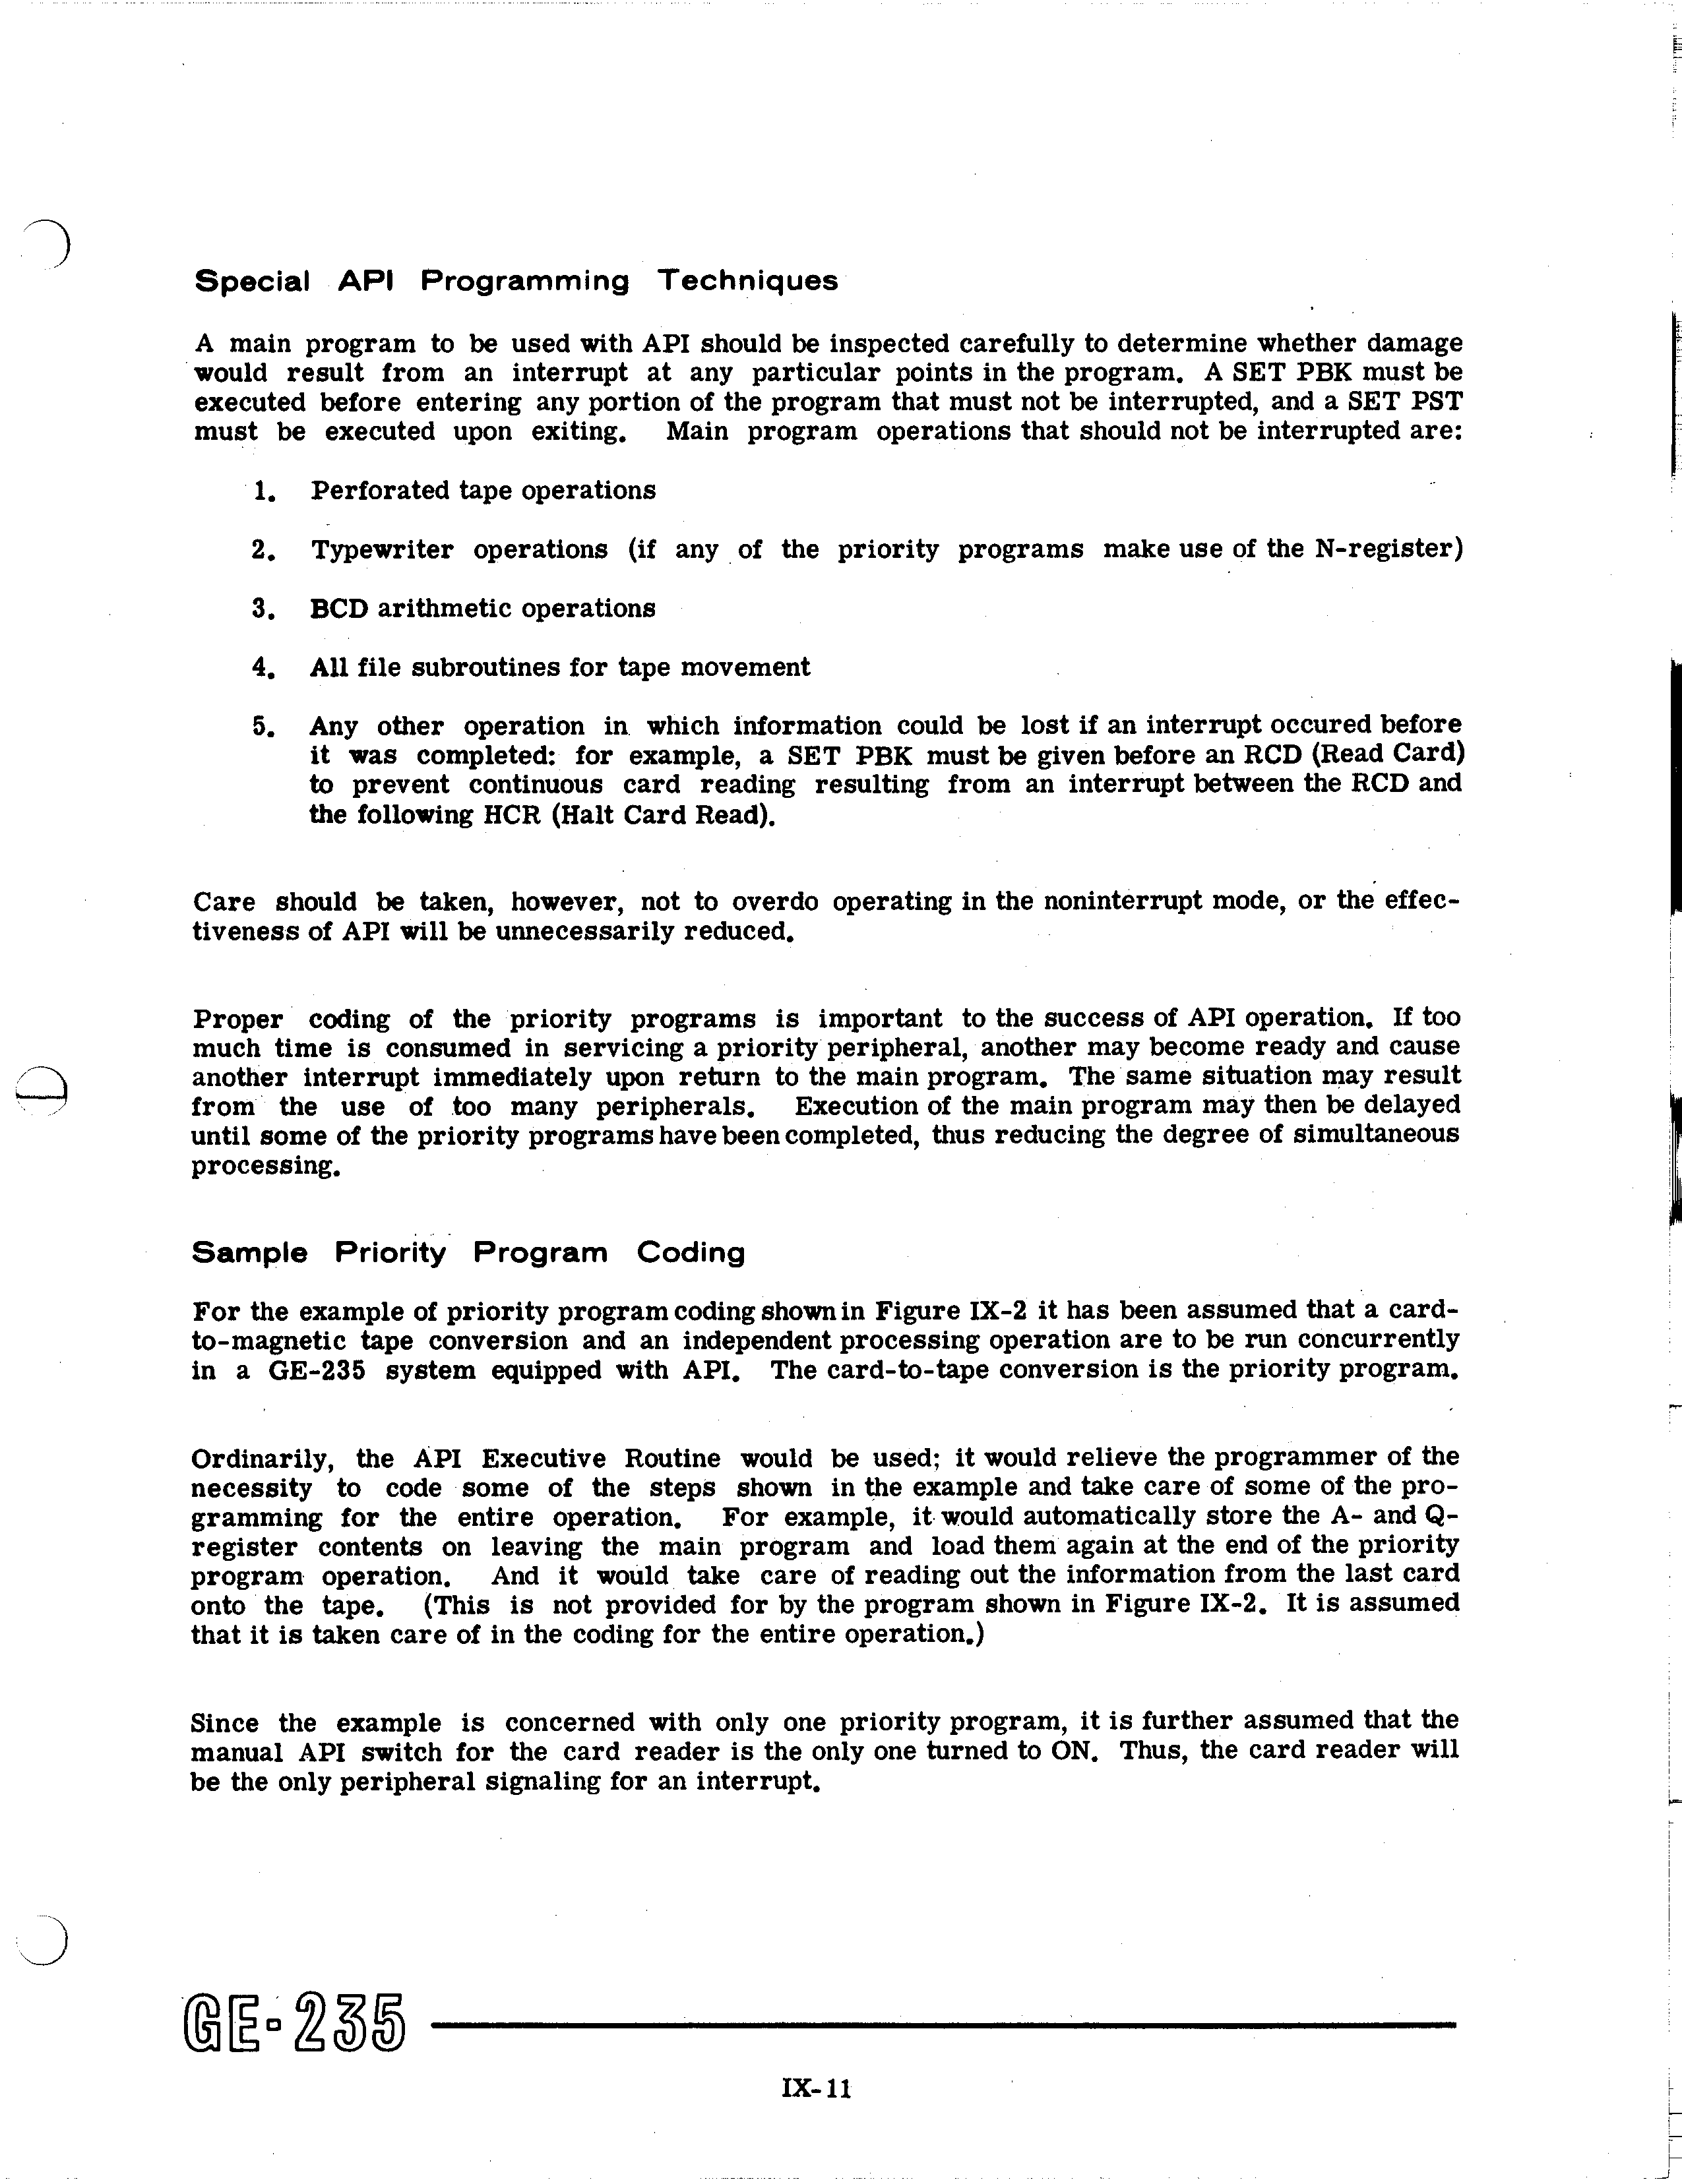 Special API Programming Techniques
A main program to be used with API should be inspected carefully to determine whether damage
would result from an interrupt at any particular points in the program. A SET PBK must be
executed before entering any portion of the program that must not be interrupted, and a SET PST
must be executed upon exiting. Main program operations that should not be interrupted are:
1. Perforated tape operations
2. Typewriter operations (if any of the priority programs make use of the N-register)
3. BCD arithmetic operations
4. All file subroutines for tape movement
5. Any other operation in which information could be lost if an interrupt occured before
it was completed: for example, a SET PBK must be given before an RCD (Read Card)
to prevent continuous card reading resulting from an interrupt between the RCD and
the following HCR (Halt Card Read).
Care should be taken, however, not to overdo operating in the noninterrupt mode, or the effec-
tiveness of API will be unnecessarily reduced.
Proper coding of the priority programs is important to the success of API operation. If too
much time is consumed in servicing a priority peripheral, another may become ready and cause
another interrupt immediately upon return to the main program. The same situation may result
from the use of too many peripherals. Execution of the main program may then be delayed
until some of the priority programs have been completed, thus reducing the degree of simultaneous
processing.
Sample Priority Program Coding
For the example of priority program coding shown in Figure IX-2 it has been assumed that a card-
to-magnetic tape conversion and an independent processing operation are to be run concurrently
in a GE-235 system equipped with API. The card-to-tape conversion is the priority program.
Ordinarily, the API Executive Routine would be used; it would relieve the programmer of the
necessity to code some of the steps shown in the example and take care of some of the pro-
gramming for the entire operation. For example, it would automatically store the A- and Q-
register contents on leaving the main program and load them again at the end of the priority
program operation. And it would take care of reading out the information from the last card
onto the tape. (This is not provided for by the program shown in Figure IX-2. It is assumed
that it is taken care of in the coding for the entire operation.)
Since the example is concerned with only one priority program, it is further assumed that the
manual API switch for the card reader is the only one turned to ON. Thus, the card reader will
be the only peripheral signaling for an interrupt.
GE-235
IX-11